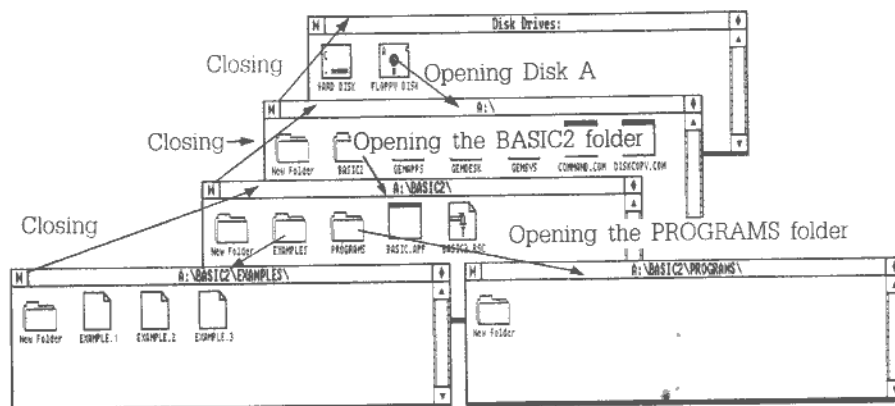 Disk Drives:
Closing
HARD DISK FLOPPY DISK
Opening Disk A
A:\
Closing
Opening the BASIC2 folder
New Folder BASIC2 GEMAPPS GEMDESK GEMSYS COMMAND.COM DISKCOPY.COM
A:\BASIC2\
Closing
New Folder EXAMPLES PROGRAMS BASIC.APP BASIC2.RSC
Opening the PROGRAMS folder
A:\BASIC2\EXAMPLES\
New Folder EXAMPLE.1 EXAMPLE.2 EXAMPLE.3
A:\BASIC2\PROGRAMS\
New Folder